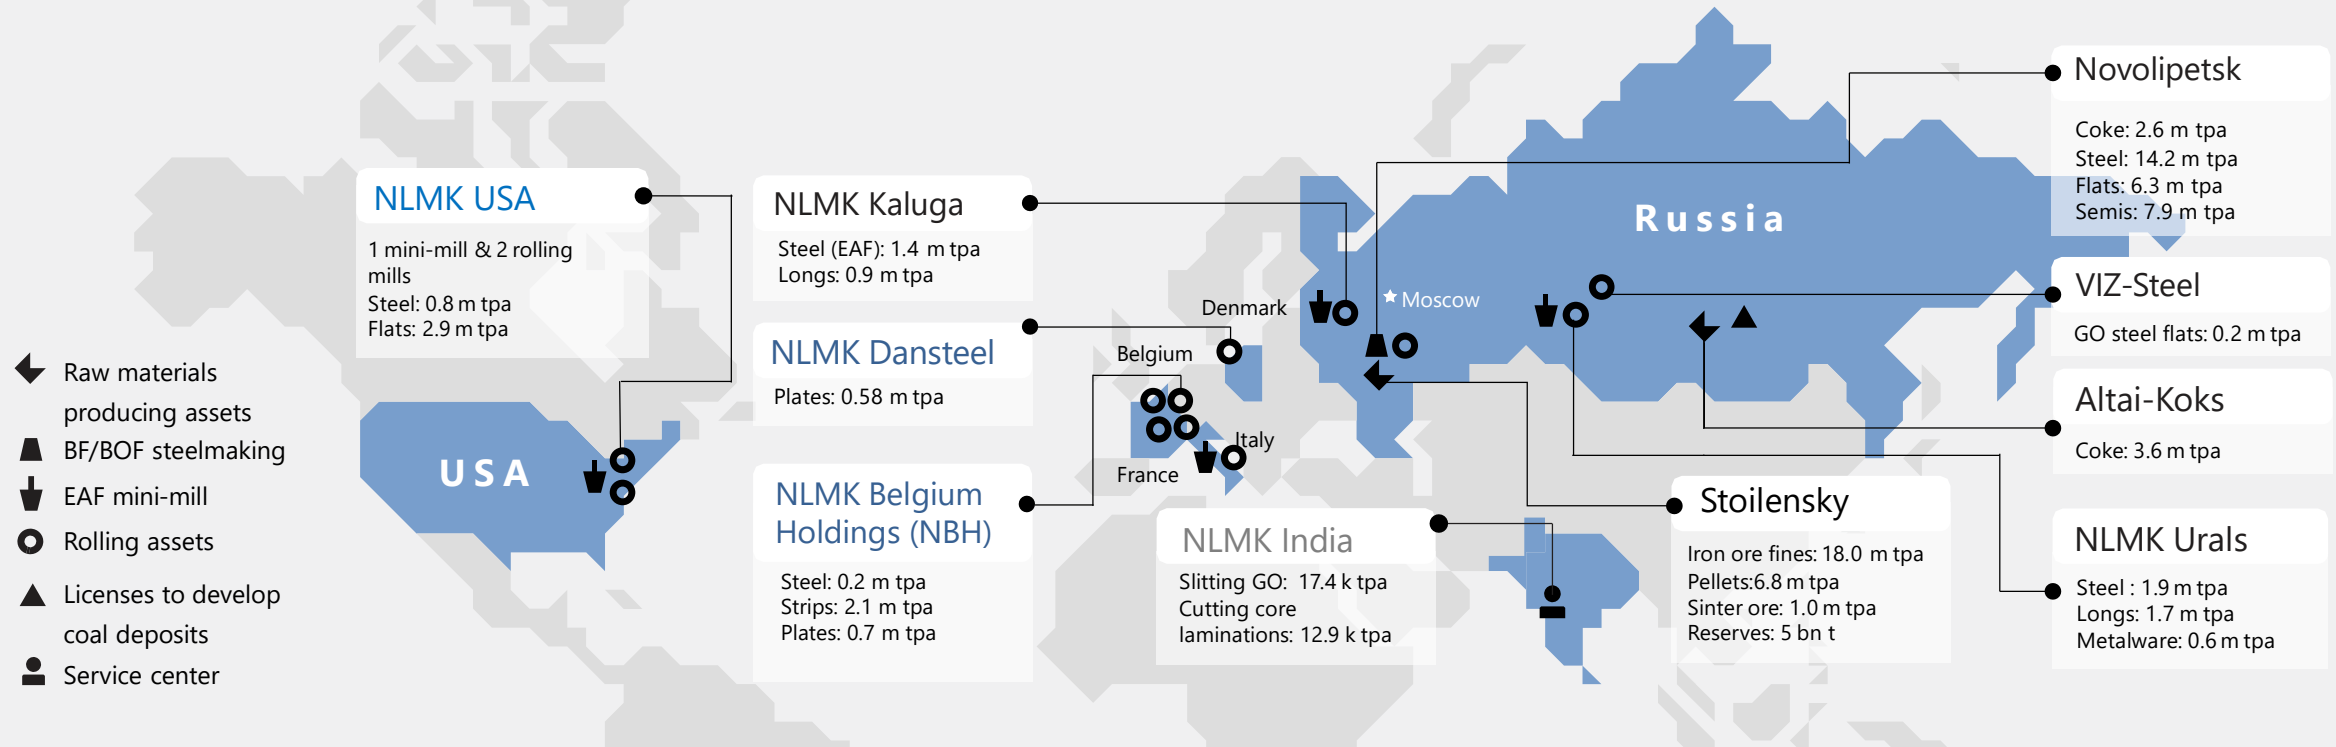 NLMK USA
1 mini-mill & 2 rolling
mills
Steel: 0.8 m tpa
Flats: 2.9 m tpa
Raw materials
producing assets
BF/BOF steelmaking
EAF mini-mill
Rolling assets
Licenses to develop
coal deposits
Service center
USA
NLMK Kaluga
Steel (EAF): 1.4 m tpa
Longs: 0.9 m tpa
NLMK Dansteel
Plates: 0.58 m tpa
NLMK Belgium
Holdings (NBH)
Steel: 0.2 m tpa
Strips: 2.1 m tpa
Plates: 0.7 m tpa
Denmark
Belgium
Italy
France
NLMK India
Slitting GO: 17.4 k tpa
Cutting core
laminations: 12.9 k tpa
Russia
Moscow
Stoilensky
Iron ore fines: 18.0 m tpa
Pellets:6.8 m tpa
Sinter ore: 1.0 m tpa
Reserves: 5 bn t
Novolipetsk
Coke: 2.6 m tpa
Steel: 14.2 m tpa
Flats: 6.3 m tpa
Semis: 7.9 m tpa
VIZ-Steel
GO steel flats: 0.2 m tpa
Altai-Koks
Coke: 3.6 m tpa
NLMK Urals
Steel : 1.9 m tpa
Longs: 1.7 m tpa
Metalware: 0.6 m tpa